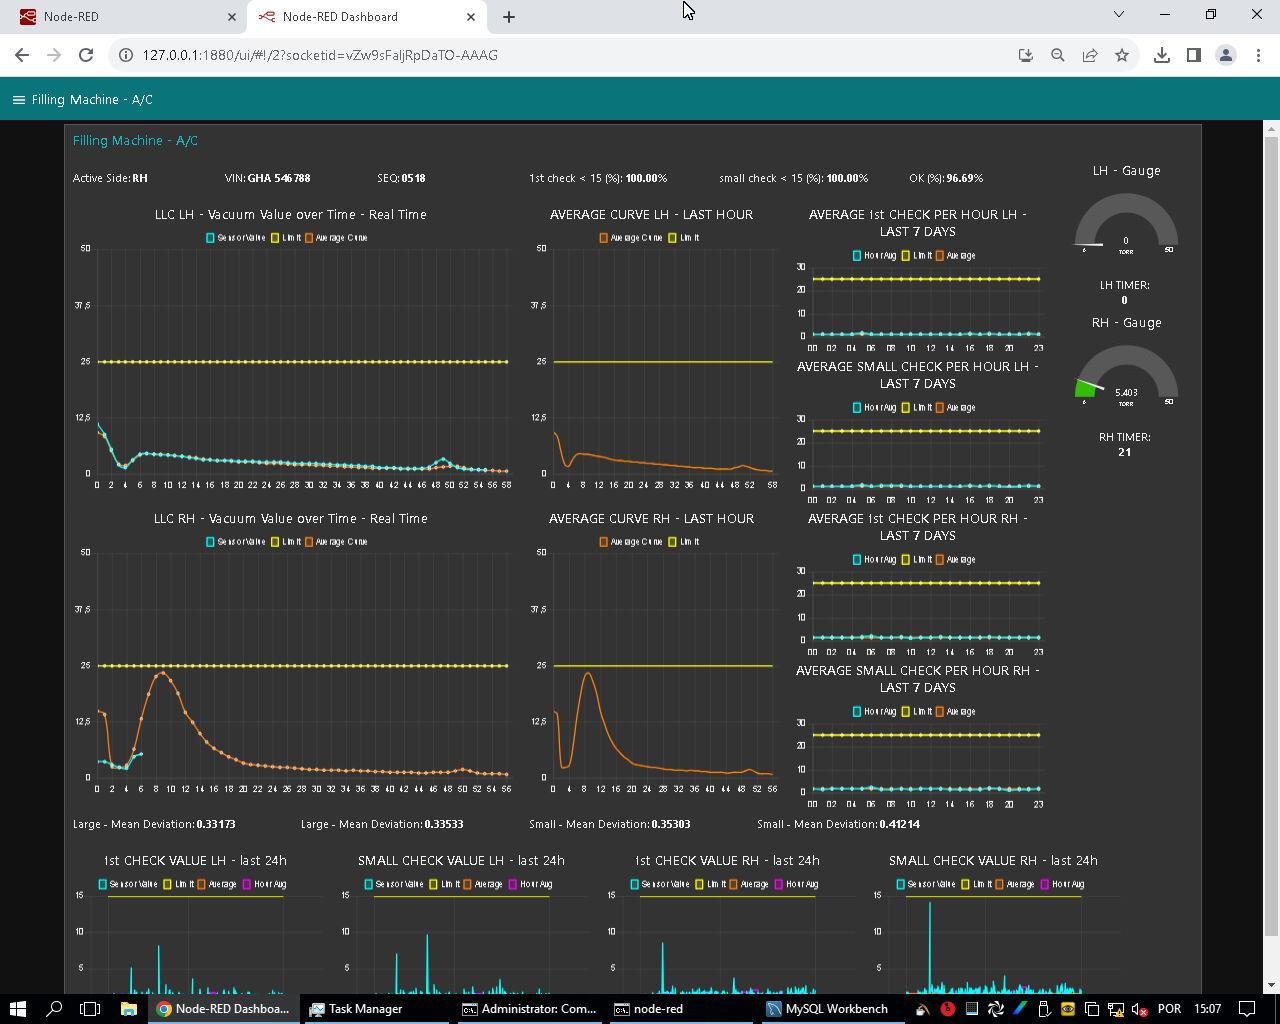 Node-RED
Node-RED Dashboard
127.0.0.1:1880/ui/#!/2?socketid=vZw9sFaljRpDaTO-AAAG
Filling Machine - A/C
Filling Machine - A/C
Active Side: RH
VIN: GHA 546788
SEQ: 0518
1st check < 15 (%): 100.00%
small check < 15 (%): 100.00%
OK (%): 96.69%
LLC LH - Vacuum Value over Time - Real Time
Sensor Value Limit Average Curve
50
37,5
25
12,5
0
0 2 4 6 8 10 12 14 16 18 20 22 24 26 28 30 32 34 36 38 40 42 44 46 48 50 52 54 56 58
AVERAGE CURVE LH - LAST HOUR
Average Curve Limit
50
37,5
25
12,5
0
0 4 8 12 16 20 24 28 32 36 40 44 48 52 58
AVERAGE 1st CHECK PER HOUR LH -
LAST 7 DAYS
Hour Avg Limit Average
30
20
10
0
00 02 04 06 08 10 12 14 16 18 20 23
AVERAGE SMALL CHECK PER HOUR LH -
LAST 7 DAYS
Hour Avg Limit Average
30
20
10
0
00 02 04 06 08 10 12 14 16 18 20 23
LH - Gauge
0
TORR
6
50
LH TIMER:
0
RH - Gauge
5.403
TORR
6
50
RH TIMER:
21
LLC RH - Vacuum Value over Time - Real Time
Sensor Value Limit Average Curve
50
37,5
25
12,5
0
0 2 4 6 8 10 12 14 16 18 20 22 24 26 28 30 32 34 36 38 40 42 44 46 48 50 52 54 56
AVERAGE CURVE RH - LAST HOUR
Average Curve Limit
50
37,5
25
12,5
0
0 4 8 12 16 20 24 28 32 36 40 44 48 52 56
AVERAGE 1st CHECK PER HOUR RH -
LAST 7 DAYS
Hour Avg Limit Average
30
20
10
0
00 02 04 06 08 10 12 14 16 18 20 23
AVERAGE SMALL CHECK PER HOUR RH -
LAST 7 DAYS
Hour Avg Limit Average
30
20
10
0
00 02 04 06 08 10 12 14 16 18 20 23
Large - Mean Deviation: 0.33173
Large - Mean Deviation: 0.33533
Small - Mean Deviation: 0.35303
Small - Mean Deviation: 0.41214
1st CHECK VALUE LH - last 24h
Sensor Value Limit Average Hour Avg
15
10
5
SMALL CHECK VALUE LH - last 24h
Sensor Value Limit Average Hour Avg
15
10
5
1st CHECK VALUE RH - last 24h
Sensor Value Limit Average Hour Avg
15
10
5
SMALL CHECK VALUE RH - last 24h
Sensor Value Limit Average Hour Avg
15
10
5
Node-RED Dashboa...
Task Manager
Administrator: Com...
node-red
MySQL Workbench
POR
15:07